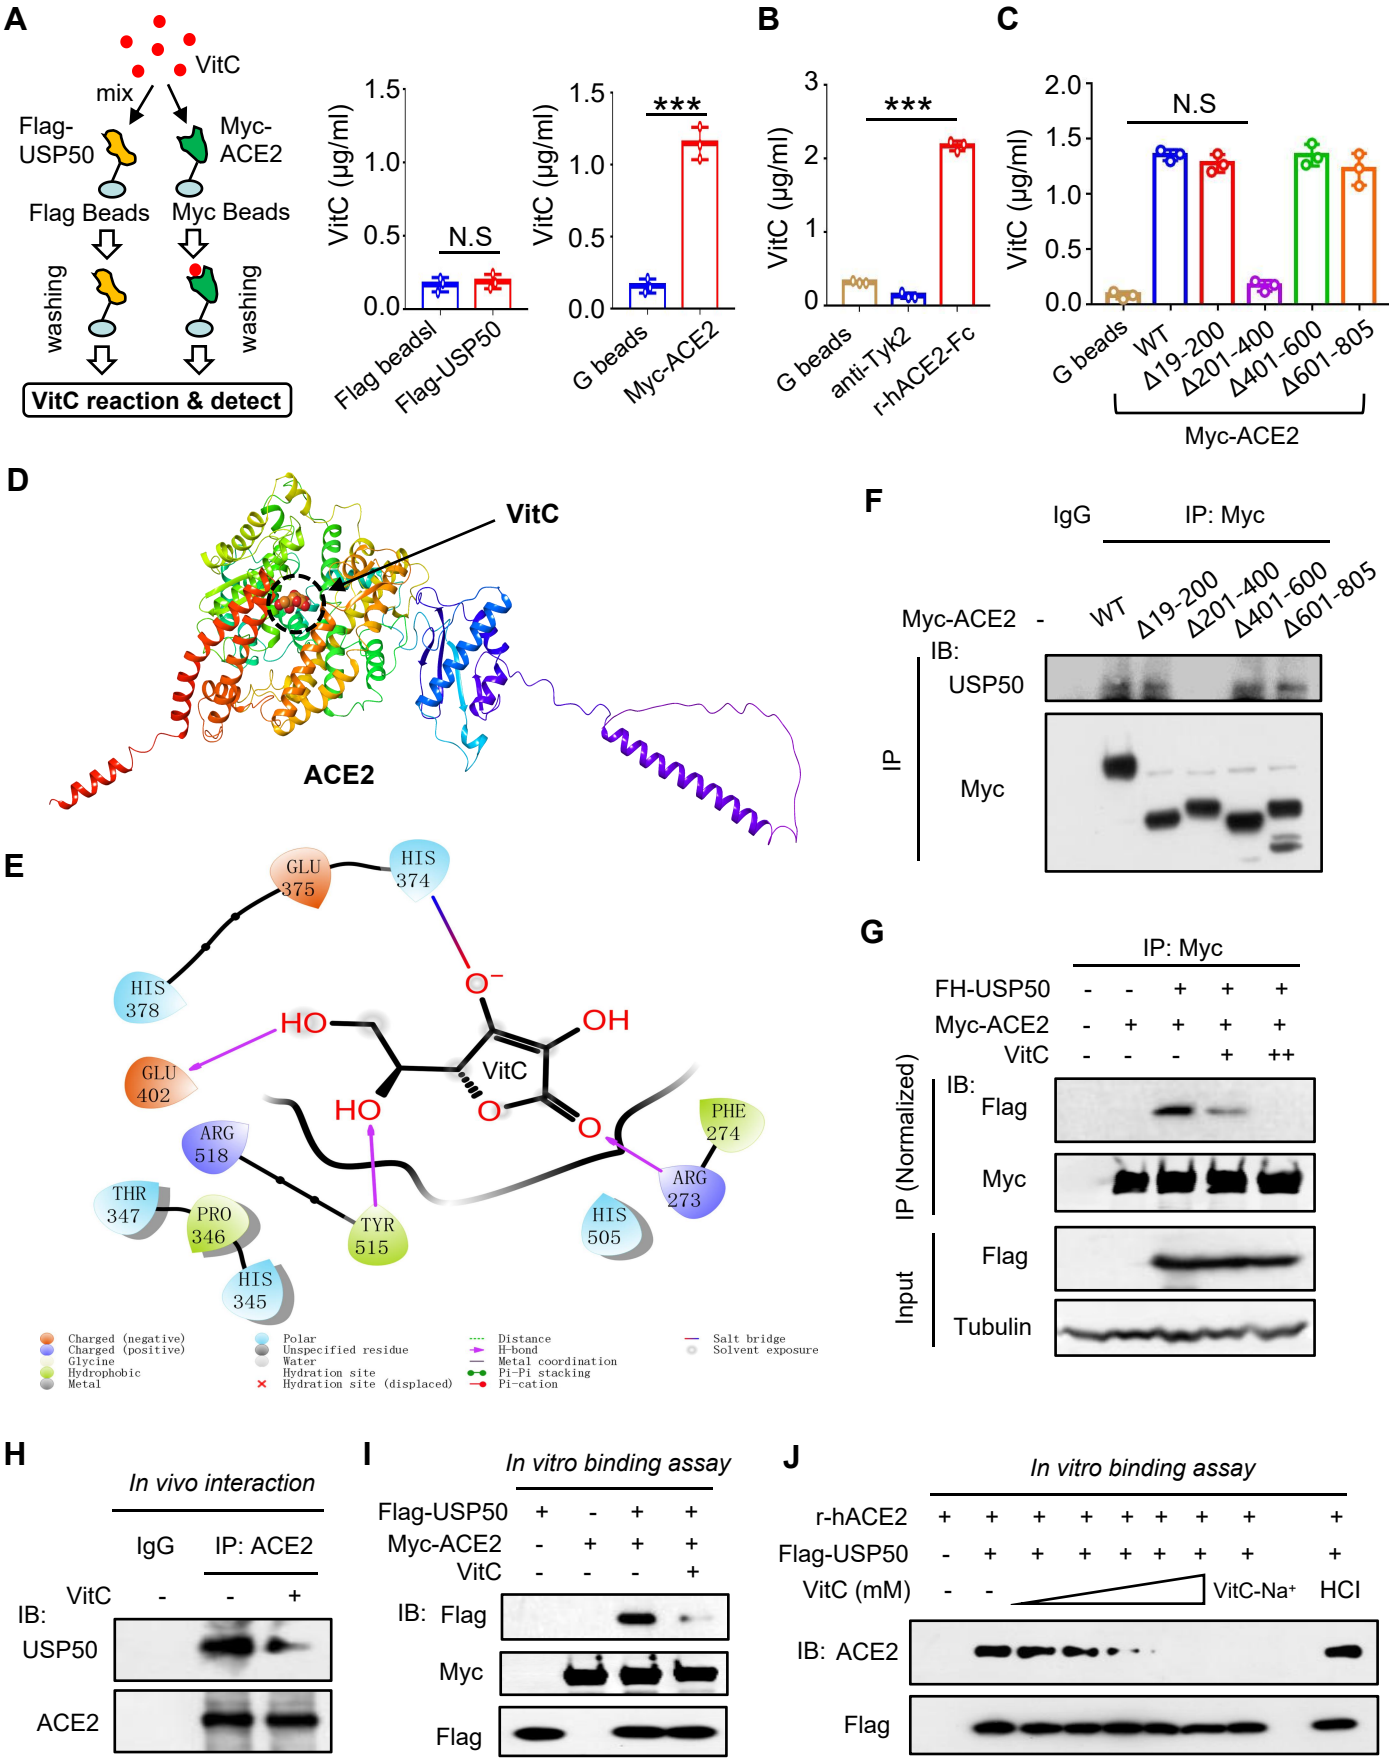 A
VitC
mix
Flag-
USP50
Myc-
ACE2
Flag Beads
Myc Beads
washing
washing
VitC reaction & detect
VitC (µg/ml)
1.5
1.0
0.5
0.0
N.S
Flag beadsl
Flag-USP50
VitC (µg/ml)
1.5
1.0
0.5
0.0
***
G beads
Myc-ACE2
B
VitC (µg/ml)
3
2
1
0
***
G beads
anti-Tyk2
r-hACE2-Fc
C
VitC (µg/ml)
2.0
1.5
1.0
0.5
0.0
N.S
G beads
WT
Δ19-200
Δ201-400
Δ401-600
Δ601-805
Myc-ACE2
D
VitC
ACE2
E
GLU
375
HIS
374
HIS
378
GLU
402
ARG
518
THR
347
PRO
346
HIS
345
TYR
515
HIS
505
ARG
273
PHE
274
O−
HO
OH
VitC
HO
O
O
Charged (negative)
Charged (positive)
Glycine
Hydrophobic
Metal
Polar
Unspecified residue
Water
Hydration site
Hydration site (displaced)
Distance
H-bond
Metal coordination
Pi-Pi stacking
Pi-cation
Salt bridge
Solvent exposure
F
IgG IP: Myc
Myc-ACE2 - WT Δ19-200 Δ201-400 Δ401-600 Δ601-805
IB:
USP50
Myc
IP
G
IP: Myc
FH-USP50 - - + + +
Myc-ACE2 - + + + +
VitC - - - + ++
IB:
Flag
Myc
IP (Normalized)
Flag
Tubulin
Input
H
In vivo interaction
IgG IP: ACE2
VitC - - +
IB:
USP50
ACE2
I
In vitro binding assay
Flag-USP50 + - + +
Myc-ACE2 - + + +
VitC - - - +
IB: Flag
Myc
Flag
J
In vitro binding assay
r-hACE2 + + + + + + + + +
Flag-USP50 - + + + + + + + +
VitC (mM) - - VitC-Na+ HCl
IB: ACE2
Flag